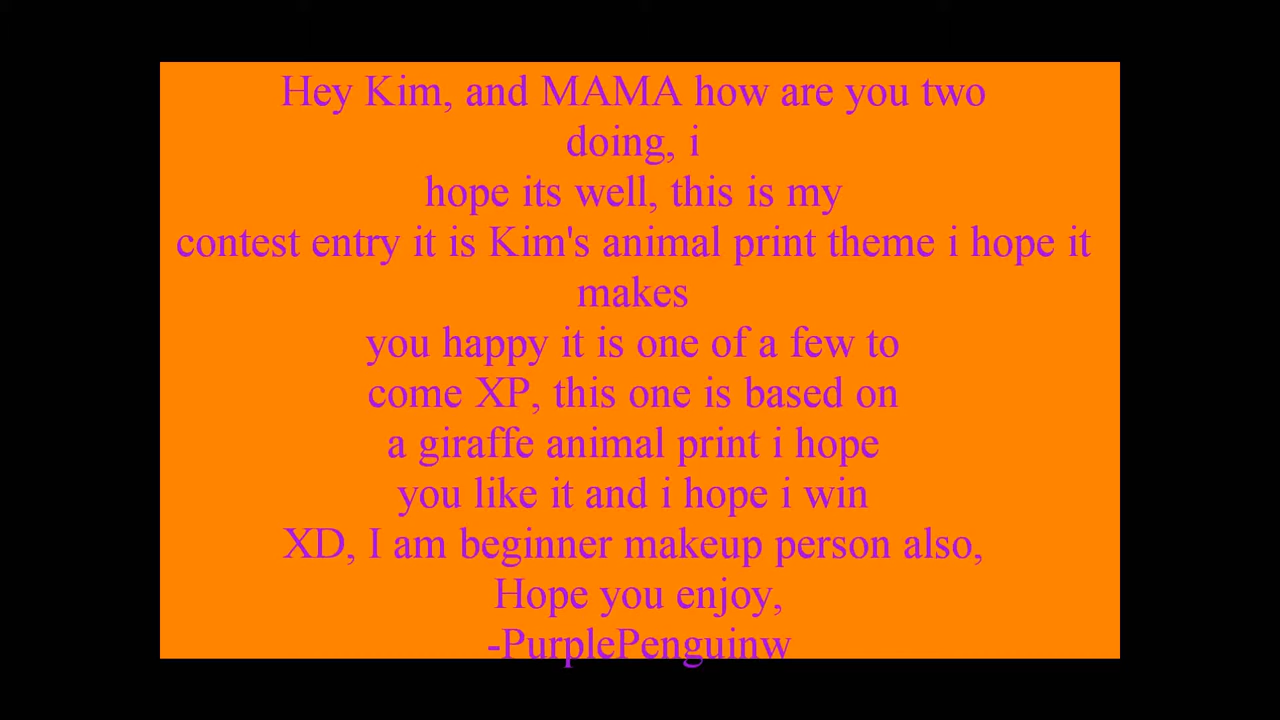 Hey Kim, and MAMA how are you two
doing, i
hope its well, this is my
contest entry it is Kim's animal print theme i hope it
makes
you happy it is one of a few to
come XP, this one is based on
a giraffe animal print i hope
you like it and i hope i win
XD, I am beginner makeup person also,
Hope you enjoy,
-PurplePenguinw